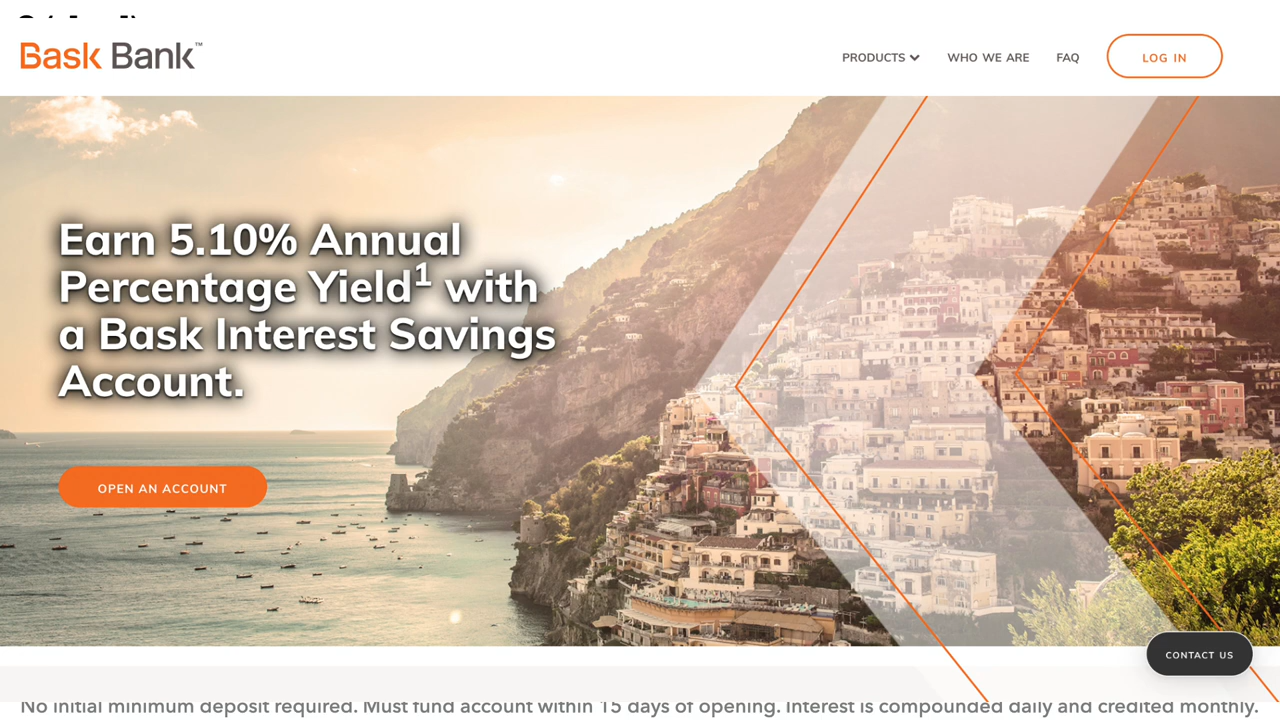 Bask Bank™
PRODUCTS
WHO WE ARE
FAQ
LOG IN
Earn 5.10% Annual
Percentage Yield¹ with
a Bask Interest Savings
Account.
OPEN AN ACCOUNT
CONTACT US
No initial minimum deposit required. Must fund account within 15 days of opening. Interest is compounded daily and credited monthly.